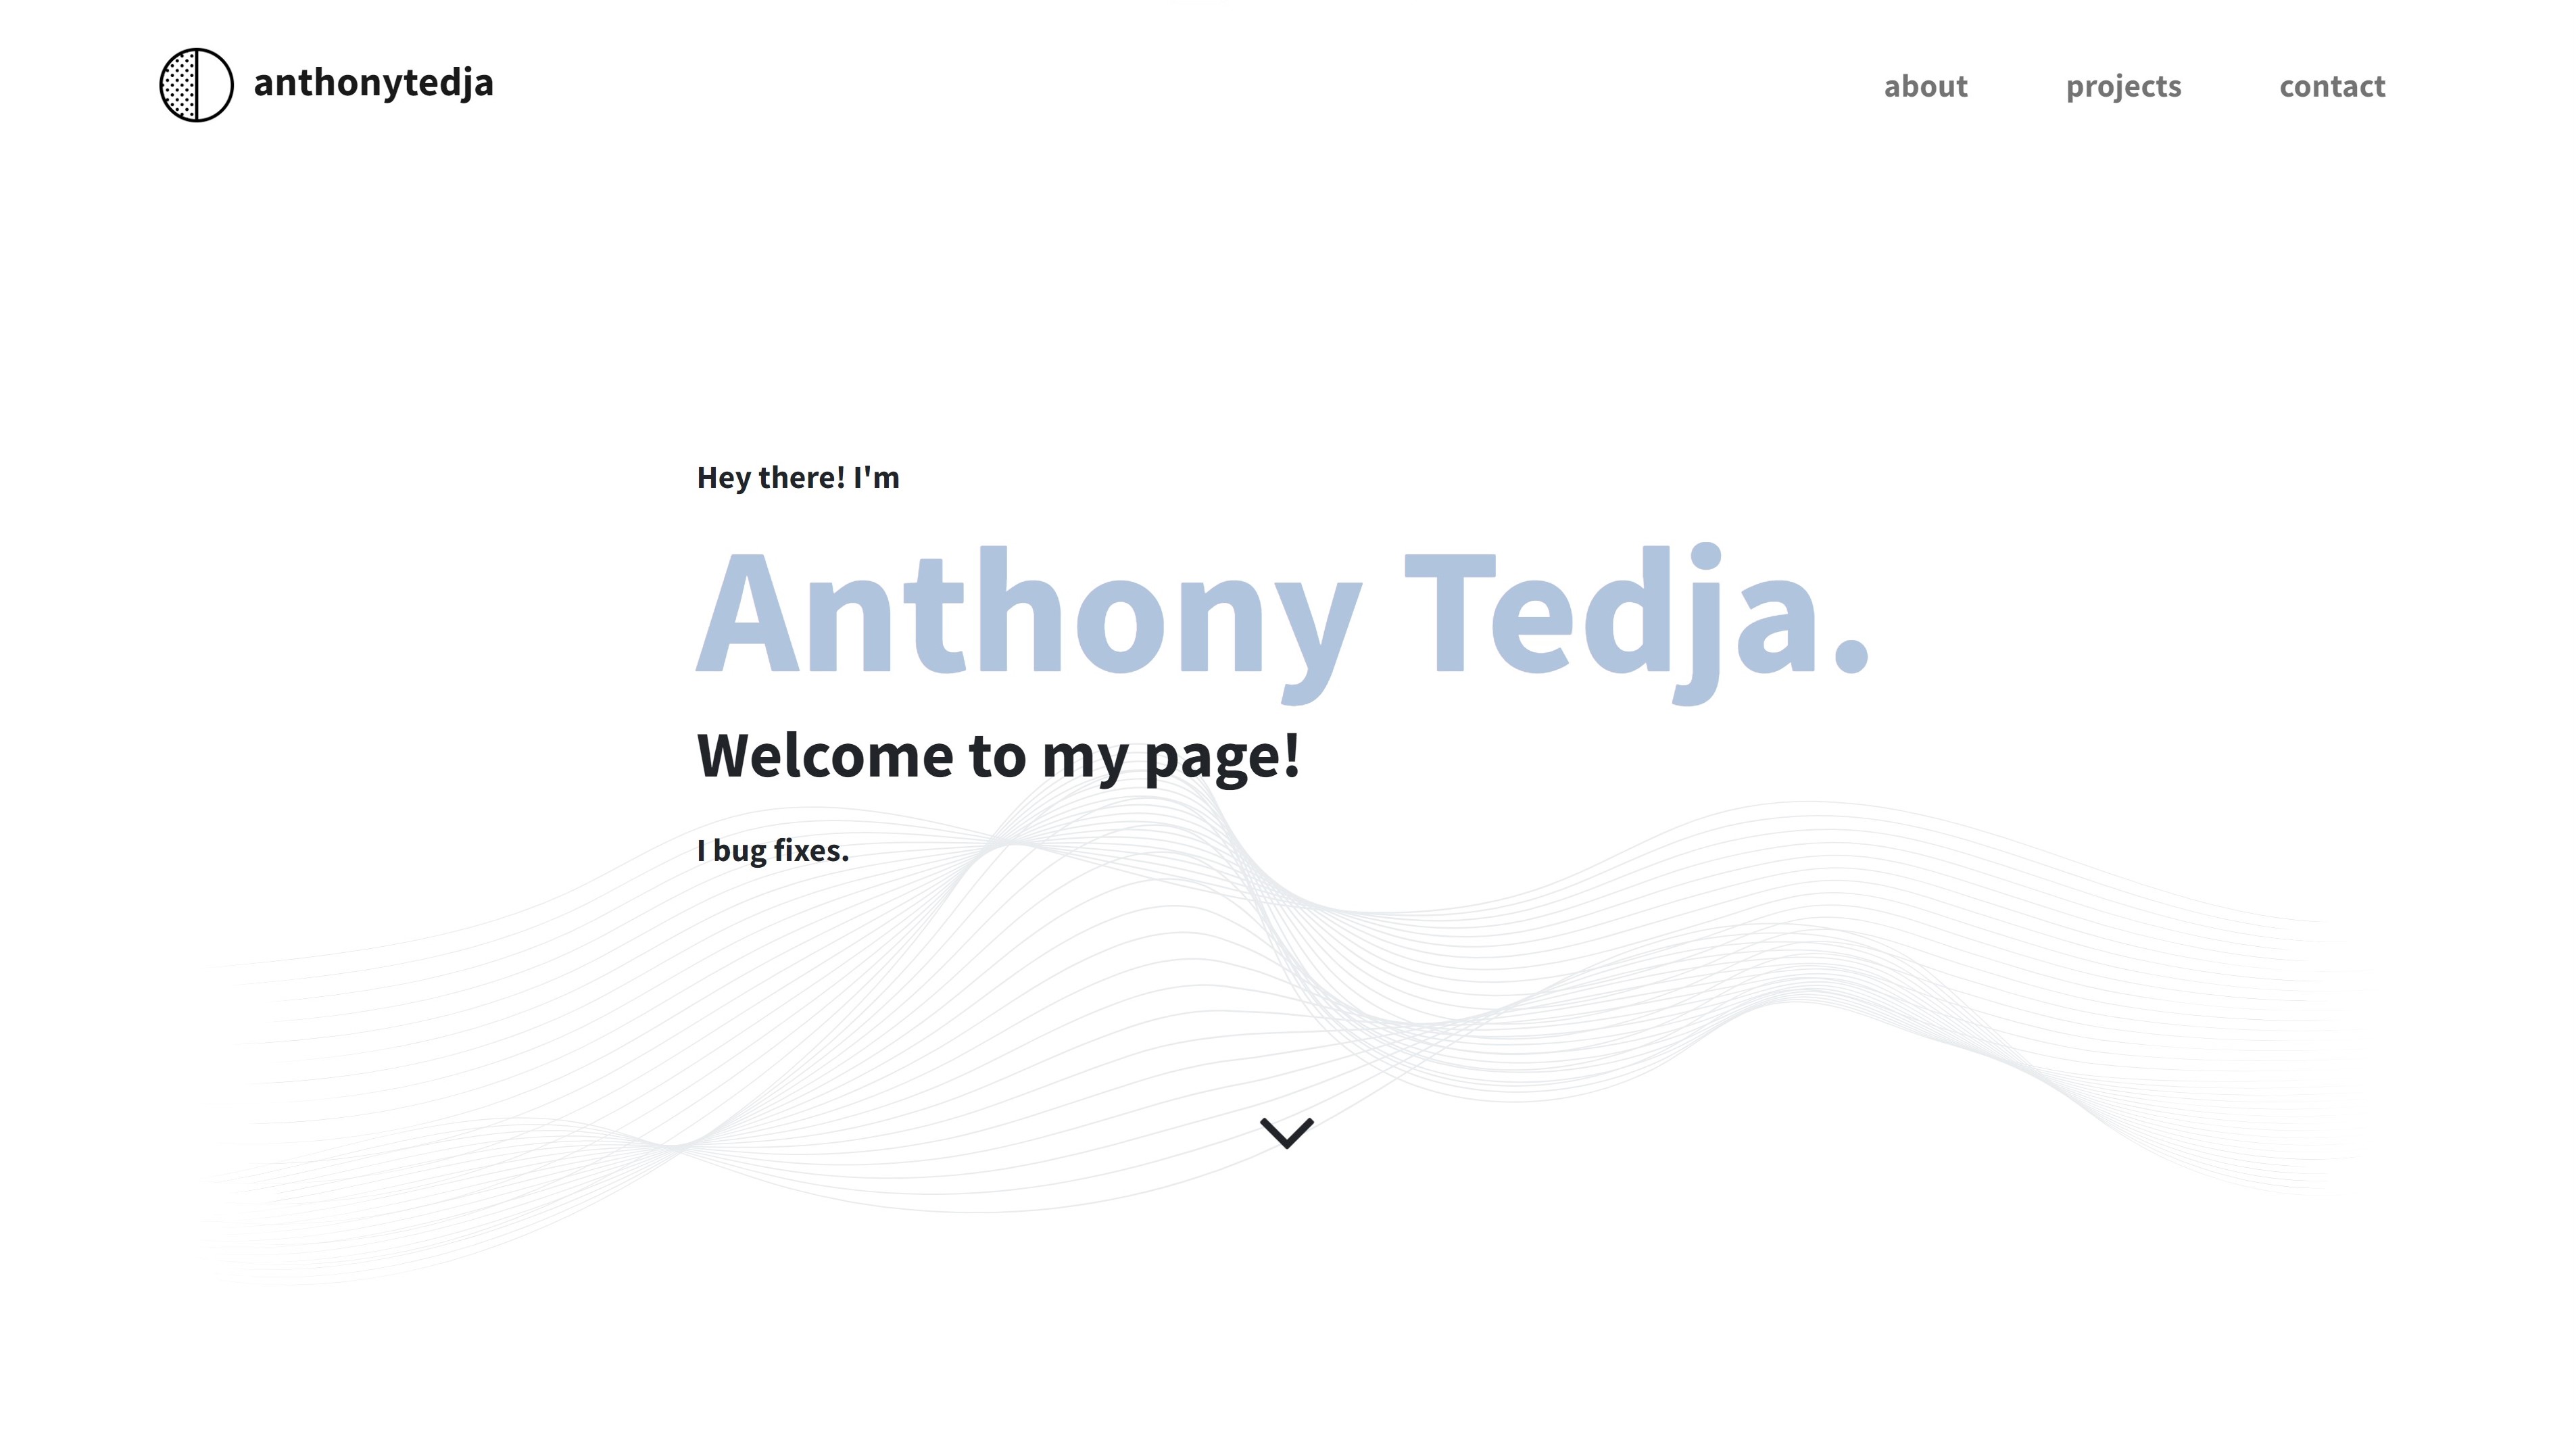 anthonytedja
about projects contact
Hey there! I'm
Anthony Tedja.
Welcome to my page!
I bug fixes.